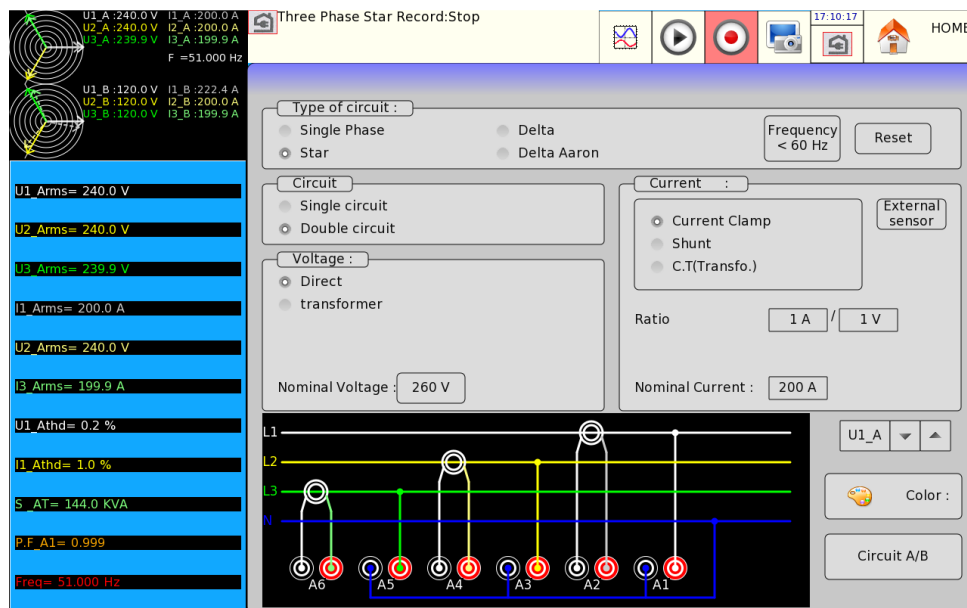 U1_A :240.0 V I1_A :200.0 A
U2_A :240.0 V I2_A :200.0 A
U3_A :239.9 V I3_A :199.9 A
F =51.000 Hz
U1_B :120.0 V I1_B :222.4 A
U2_B :120.0 V I2_B :200.0 A
U3_B :120.0 V I3_B :199.9 A
Three Phase Star Record:Stop
17:10:17
HOME
U1_Arms= 240.0 V
U2_Arms= 240.0 V
U3_Arms= 239.9 V
I1_Arms= 200.0 A
U2_Arms= 240.0 V
I3_Arms= 199.9 A
U1_Athd= 0.2 %
I1_Athd= 1.0 %
S_AT= 144.0 KVA
P.F_A1= 0.999
Freq= 51.000 Hz
Type of circuit :
Single Phase
Delta
Star
Delta Aaron
Frequency
< 60 Hz
Reset
Circuit
Single circuit
Double circuit
Voltage :
Direct
transformer
Nominal Voltage : 260 V
Current :
Current Clamp
Shunt
C.T(Transfo.)
External
sensor
Ratio 1 A / 1 V
Nominal Current : 200 A
L1
L2
L3
N
A6 A5 A4 A3 A2 A1
U1_A
Color :
Circuit A/B